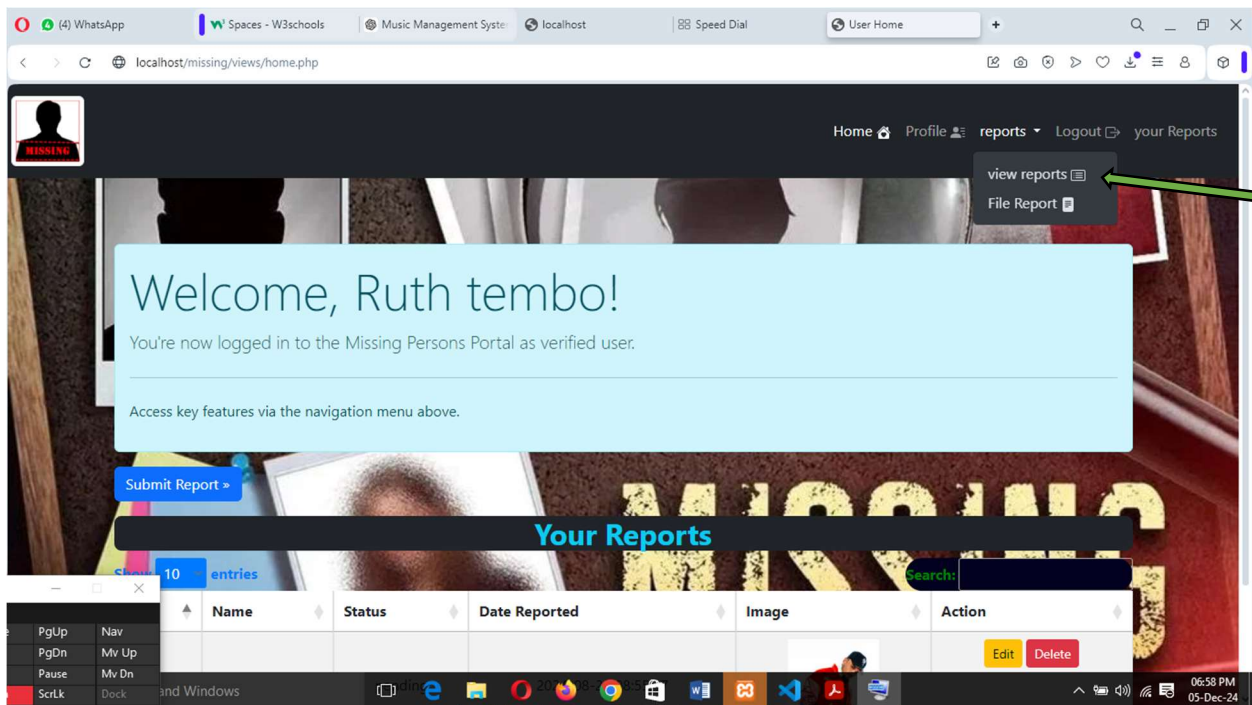 (4) WhatsApp
Spaces - W3schools
Music Management Syste
localhost
Speed Dial
User Home
localhost/missing/views/home.php
MISSING
Home
Profile
reports
Logout
your Reports
view reports
File Report
Welcome, Ruth tembo!
You're now logged in to the Missing Persons Portal as verified user.
Access key features via the navigation menu above.
Submit Report »
MISSING
Your Reports
Show 10 entries
Search:
Name
Status
Date Reported
Image
Action
Edit
Delete
PgUp
Nav
PgDn
Mv Up
Pause
Mv Dn
ScrLk
Dock
and Windows
06:58 PM
05-Dec-24